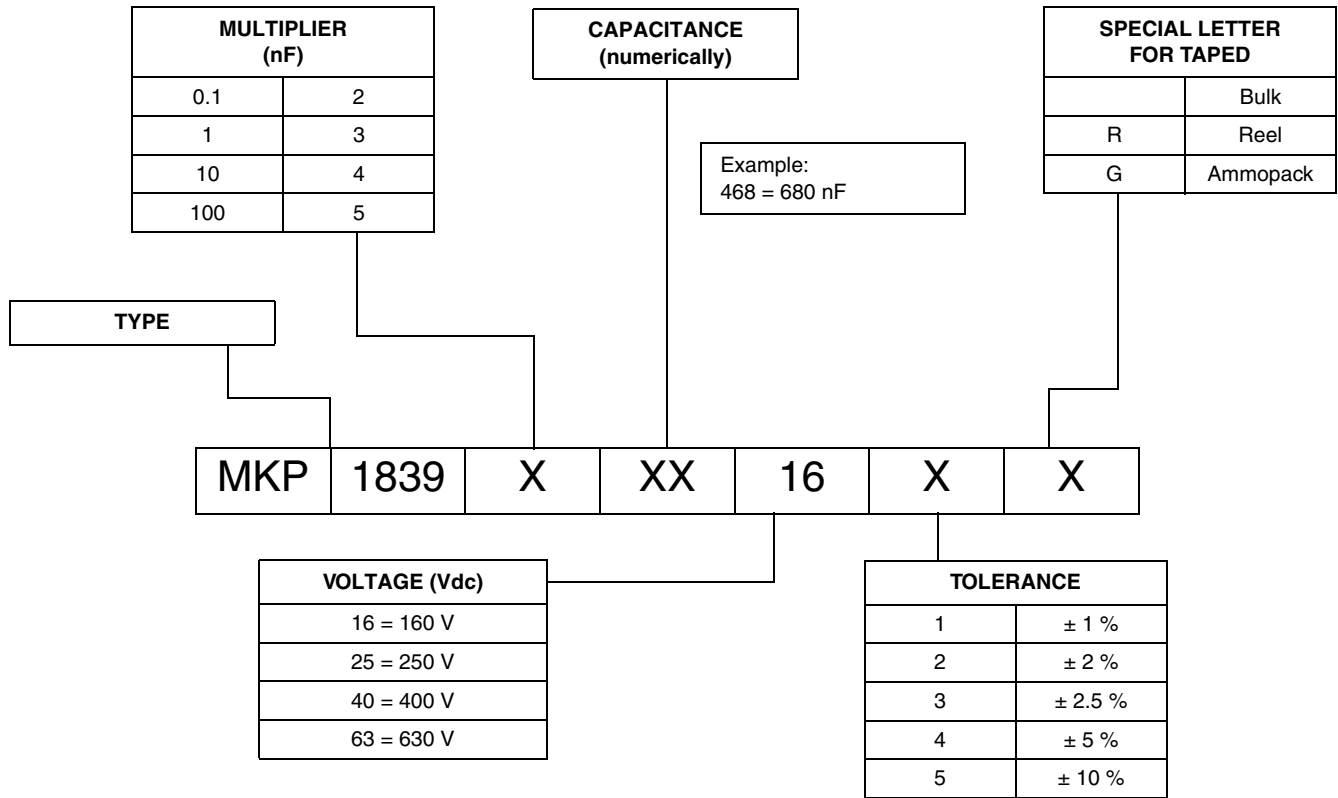 MULTIPLIER
(nF)
0.1 2
1 3
10 4
100 5
CAPACITANCE
(numerically)
SPECIAL LETTER
FOR TAPED
Bulk
R Reel
G Ammopack
Example:
468 = 680 nF
TYPE
MKP 1839 X XX 16 X X
VOLTAGE (Vdc)
16 = 160 V
25 = 250 V
40 = 400 V
63 = 630 V
TOLERANCE
1 ± 1 %
2 ± 2 %
3 ± 2.5 %
4 ± 5 %
5 ± 10 %